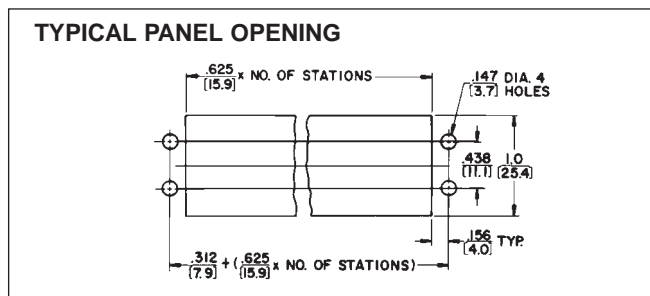 TYPICAL PANEL OPENING
.625
[15.9] x NO. OF STATIONS
.147 DIA. 4
[3.7] HOLES
.438 1.0
[11.1] [25.4]
.156 TYP.
[4.0]
.312 + (.625 x NO. OF STATIONS)
[7.9] [15.9]